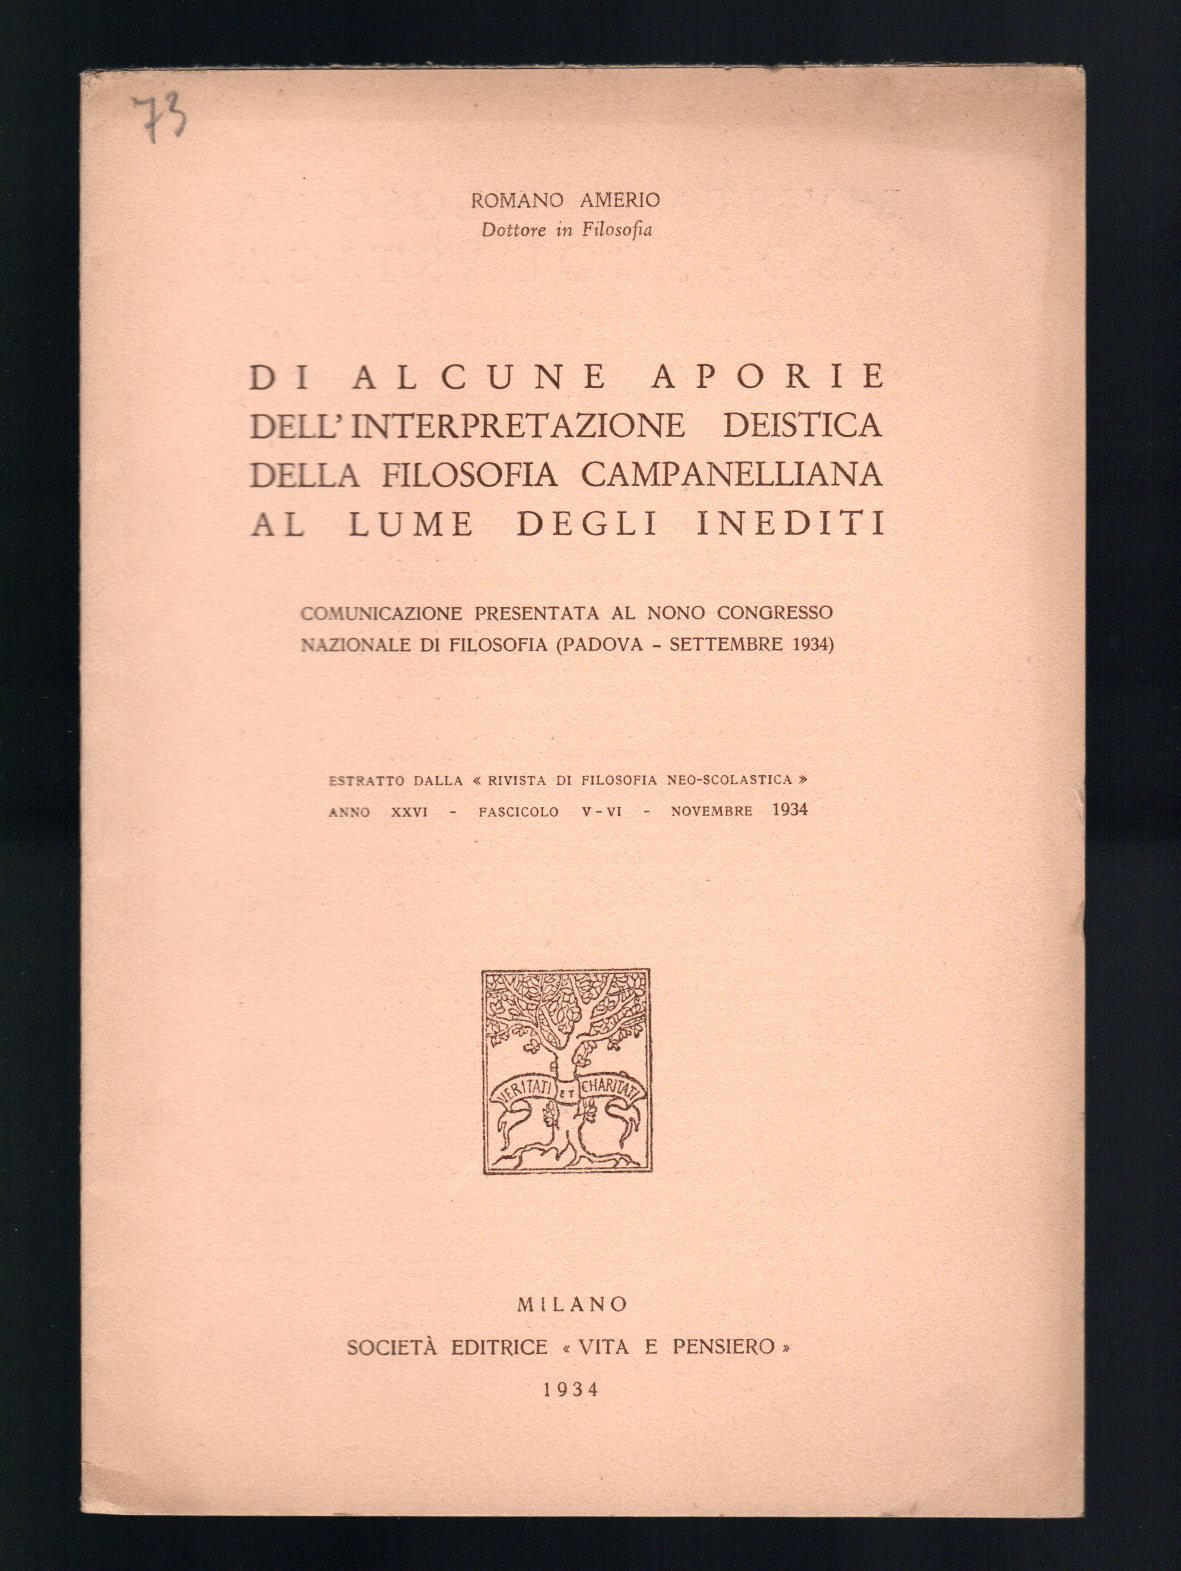 73
ROMANO AMERIO
Dottore in Filosofia
DI ALCUNE APORIE
DELL'INTERPRETAZIONE DEISTICA
DELLA FILOSOFIA CAMPANELLIANA
AL LUME DEGLI INEDITI
COMUNICAZIONE PRESENTATA AL NONO CONGRESSO
NAZIONALE DI FILOSOFIA (PADOVA – SETTEMBRE 1934)
ESTRATTO DALLA « RIVISTA DI FILOSOFIA NEO-SCOLASTICA »
ANNO XXVI – FASCICOLO V-VI – NOVEMBRE 1934
VERITATI ET CHARITATI
MILANO
SOCIETÀ EDITRICE « VITA E PENSIERO »
1934